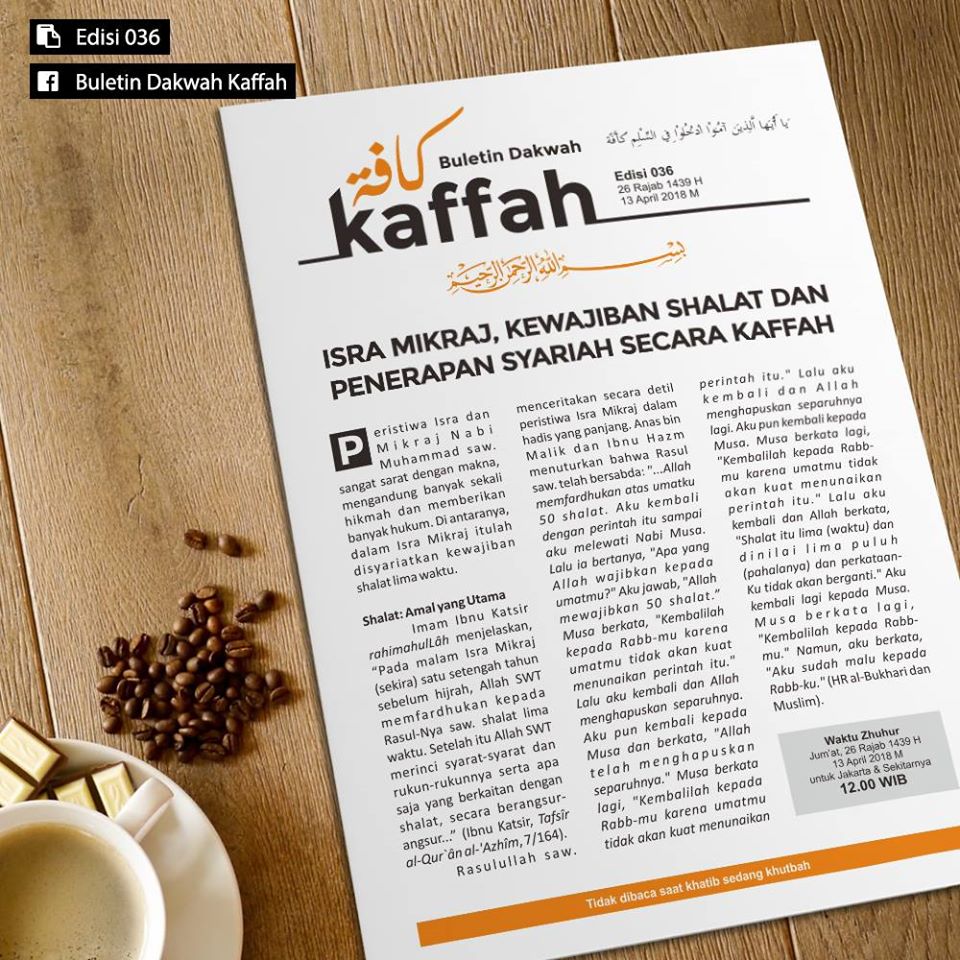 Edisi 036
Buletin Dakwah Kaffah
كافة
Buletin Dakwah
kaffah
يَا أَيُّهَا الَّذِينَ آمَنُوا ادْخُلُوا فِي السِّلْمِ كَافَّةً
Edisi 036
26 Rajab 1439 H
13 April 2018 M
بِسْمِ اللهِ الرَّحْمٰنِ الرَّحِيْمِ
ISRA MIKRAJ, KEWAJIBAN SHALAT DAN
PENERAPAN SYARIAH SECARA KAFFAH
Peristiwa Isra dan
Mikraj Nabi
Muhammad saw.
sangat sarat dengan makna,
mengandung banyak sekali
hikmah dan memberikan
banyak hukum. Di antaranya,
dalam Isra Mikraj itulah
disyariatkan kewajiban
shalat lima waktu.
Shalat: Amal yang Utama
Imam Ibnu Katsir
rahimahulLâh menjelaskan,
“Pada malam Isra Mikraj
(sekira) satu setengah tahun
sebelum hijrah, Allah SWT
memfardhukan kepada
Rasul-Nya saw. shalat lima
waktu. Setelah itu Allah SWT
merinci syarat-syarat dan
rukun-rukunnya serta apa
saja yang berkaitan dengan
shalat, secara berangsur-
angsur...” (Ibnu Katsir, Tafsîr
al-Qur`ân al-'Azhîm, 7/164).
Rasulullah saw.
menceritakan secara detil
peristiwa Isra Mikraj dalam
hadis yang panjang. Anas bin
Malik dan Ibnu Hazm
menuturkan bahwa Rasul
saw. telah bersabda: "...Allah
memfardhukan atas umatku
50 shalat. Aku kembali
dengan perintah itu sampai
aku melewati Nabi Musa.
Lalu ia bertanya, "Apa yang
Allah wajibkan kepada
umatmu?" Aku jawab, "Allah
mewajibkan 50 shalat.”
Musa berkata, "Kembalilah
kepada Rabb-mu karena
umatmu tidak akan kuat
menunaikan perintah itu."
Lalu aku kembali dan Allah
menghapuskan separuhnya.
Aku pun kembali kepada
Musa dan berkata, "Allah
telah menghapuskan
separuhnya." Musa berkata
lagi, "Kembalilah kepada
Rabb-mu karena umatmu
tidak akan kuat menunaikan
perintah itu." Lalu aku
kembali dan Allah
menghapuskan separuhnya
lagi. Aku pun kembali kepada
Musa. Musa berkata lagi,
"Kembalilah kepada Rabb-
mu karena umatmu tidak
akan kuat menunaikan
perintah itu." Lalu aku
kembali dan Allah berkata,
"Shalat itu lima (waktu) dan
dinilai lima puluh
(pahalanya) dan perkataan-
Ku tidak akan berganti." Aku
kembali lagi kepada Musa.
Musa berkata lagi,
"Kembalilah kepada Rabb-
mu." Namun, aku berkata,
"Aku sudah malu kepada
Rabb-ku." (HR al-Bukhari dan
Muslim).
Waktu Zhuhur
Jum'at, 26 Rajab 1439 H
13 April 2018 M
untuk Jakarta & Sekitarnya
12.00 WIB
Tidak dibaca saat khatib sedang khutbah